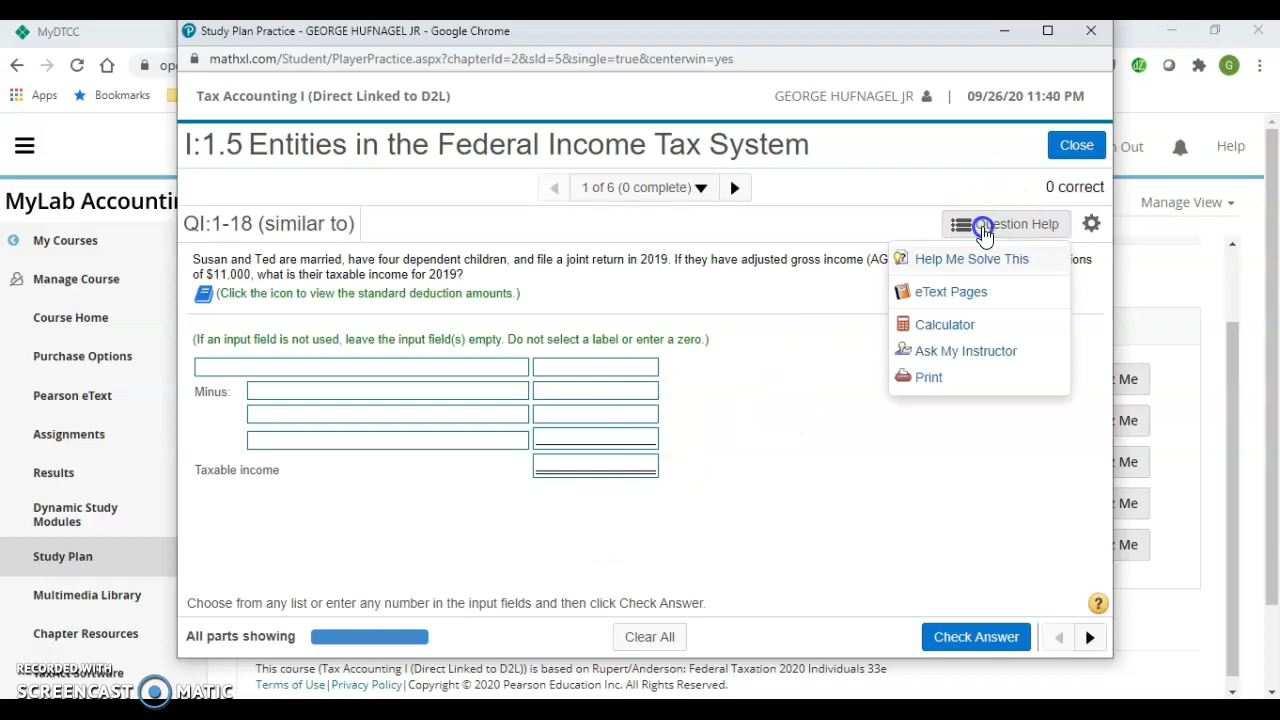 MyDTCC
Study Plan Practice - GEORGE HUFNAGEL JR - Google Chrome
mathxl.com/Student/PlayerPractice.aspx?chapterId=2&sId=5&single=true&centerwin=yes
Apps
Bookmarks
G
Tax Accounting I (Direct Linked to D2L)
GEORGE HUFNAGEL JR | 09/26/20 11:40 PM
I:1.5 Entities in the Federal Income Tax System
Close
Out
Help
1 of 6 (0 complete)
0 correct
MyLab Accounti
Manage View
QI:1-18 (similar to)
Question Help
My Courses
Manage Course
Course Home
Purchase Options
Pearson eText
Assignments
Results
Dynamic Study
Modules
Study Plan
Multimedia Library
Chapter Resources
Susan and Ted are married, have four dependent children, and file a joint return in 2019. If they have adjusted gross income (AG
ions
of $11,000, what is their taxable income for 2019?
(Click the icon to view the standard deduction amounts.)
Help Me Solve This
eText Pages
Calculator
Ask My Instructor
Print
(If an input field is not used, leave the input field(s) empty. Do not select a label or enter a zero.)
Minus:
Taxable income
Me
Me
Me
Me
Me
Choose from any list or enter any number in the input fields and then click Check Answer.
?
All parts showing
Clear All
Check Answer
This course (Tax Accounting I (Direct Linked to D2L)) is based on Rupert/Anderson: Federal Taxation 2020 Individuals 33e
Terms of Use | Privacy Policy | Copyright © 2020 Pearson Education Inc. All Rights Reserved.
RECORDED WITH
SCREENCAST MATIC